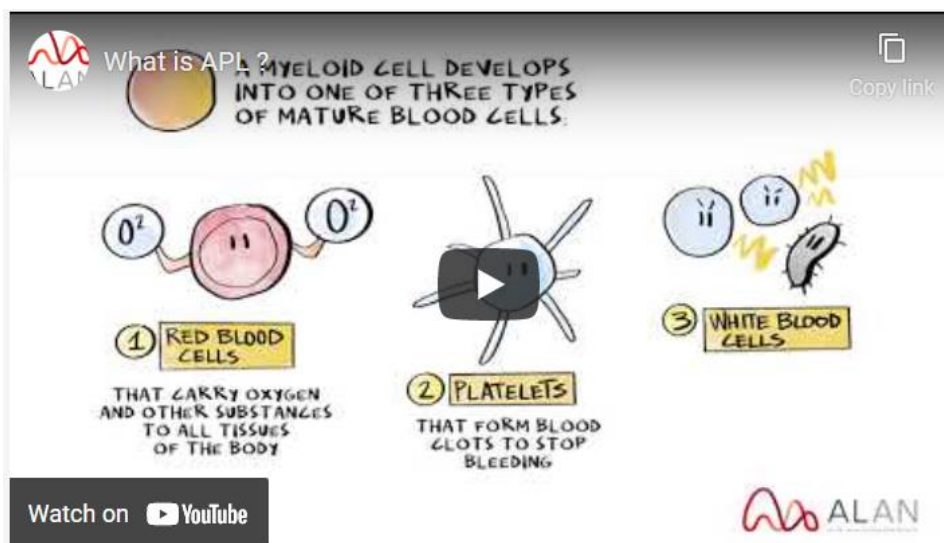 What is APL ?
Copy link
A MYELOID CELL DEVELOPS
INTO ONE OF THREE TYPES
OF MATURE BLOOD CELLS.
O²
O²
1 RED BLOOD
CELLS
THAT CARRY OXYGEN
AND OTHER SUBSTANCES
TO ALL TISSUES
OF THE BODY
2 PLATELETS
THAT FORM BLOOD
CLOTS TO STOP
BLEEDING
3 WHITE BLOOD
CELLS
Watch on YouTube
ALAN